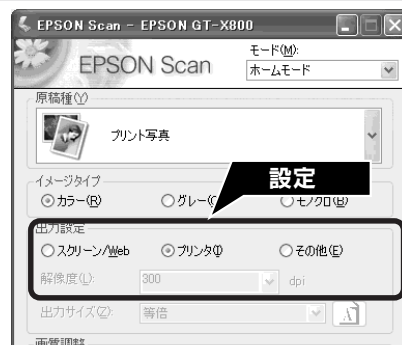 EPSON Scan - EPSON GT-X800
EPSON Scan
モード(M):
ホームモード
原稿種(Y)
プリント写真
イメージタイプ
設定
カラー(R)
モノクロ(B)
出力設定
スクリーン/Web
プリンタ(I)
その他(E)
解像度(L):
300
dpi
出力サイズ(Z):
等倍
画質調整